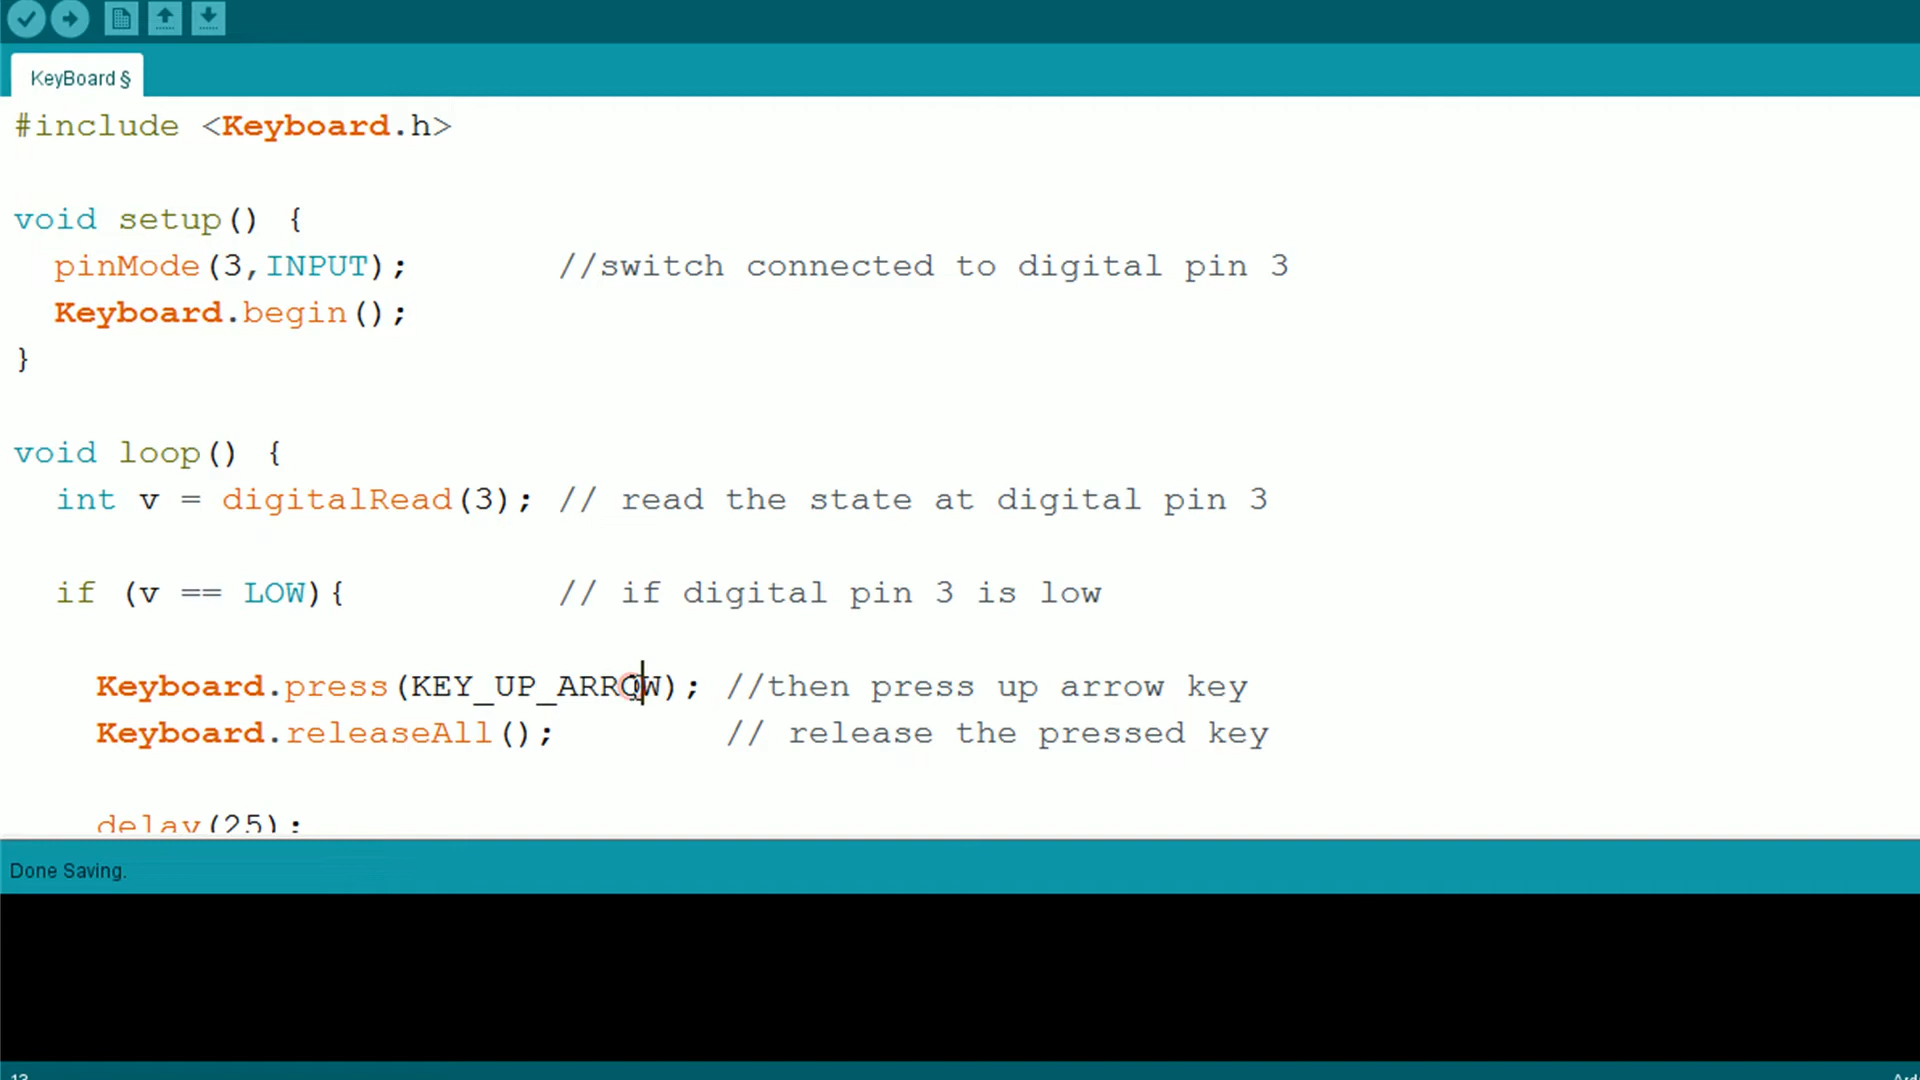 KeyBoard §
#include <Keyboard.h>
void setup() {
pinMode(3,INPUT); //switch connected to digital pin 3
Keyboard.begin();
}
void loop() {
int v = digitalRead(3); // read the state at digital pin 3
if (v == LOW){ // if digital pin 3 is low
Keyboard.press(KEY_UP_ARROW); //then press up arrow key
Keyboard.releaseAll(); // release the pressed key
delay(25);
Done Saving.